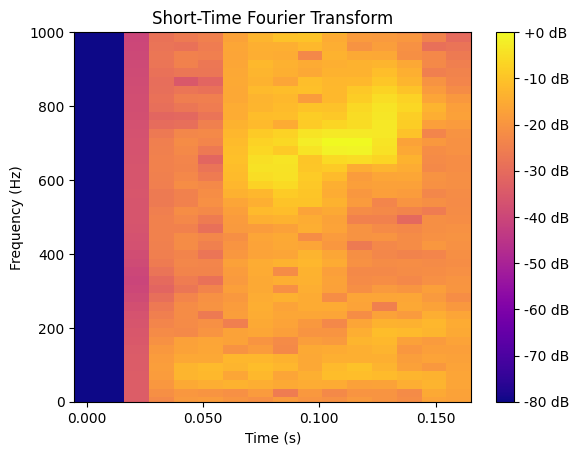 Short-Time Fourier Transform
1000
800
600
400
200
0
Frequency (Hz)
0.000
0.050
0.100
0.150
Time (s)
+0 dB
-10 dB
-20 dB
-30 dB
-40 dB
-50 dB
-60 dB
-70 dB
-80 dB